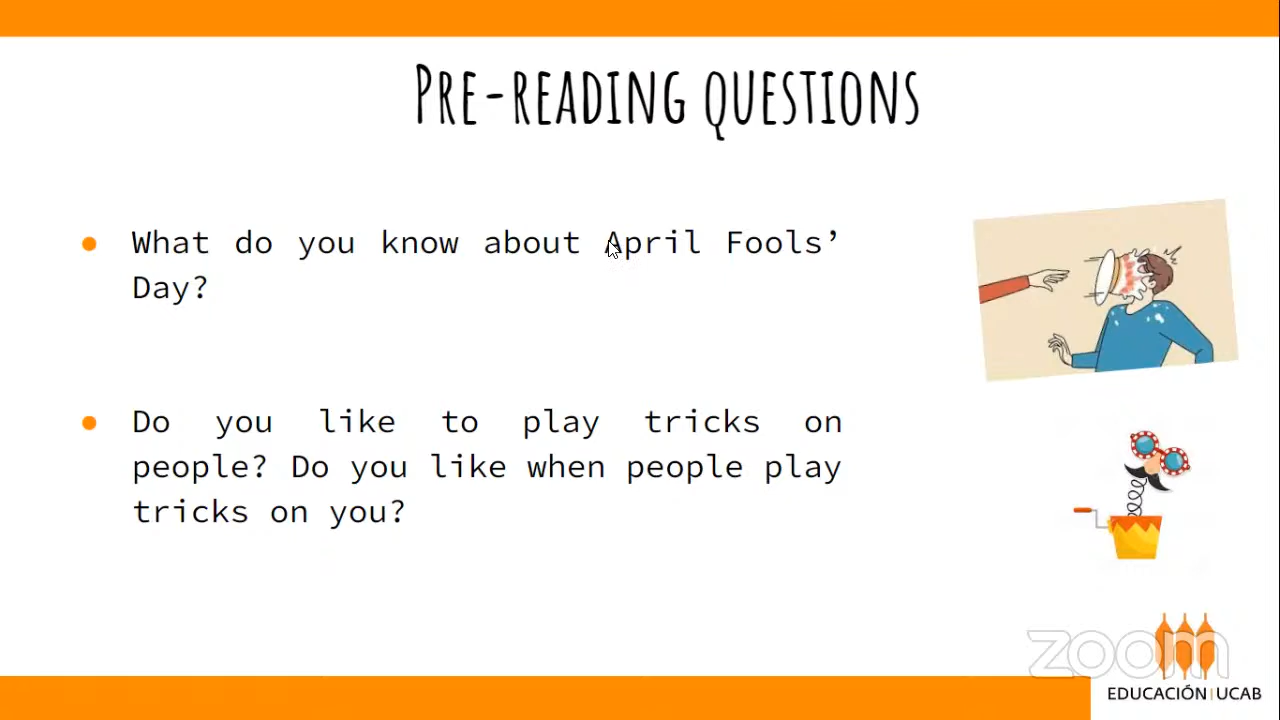 Pre-reading questions
What do you know about April Fools’
Day?
Do you like to play tricks on
people? Do you like when people play
tricks on you?
zoom
EDUCACIÓN | UCAB